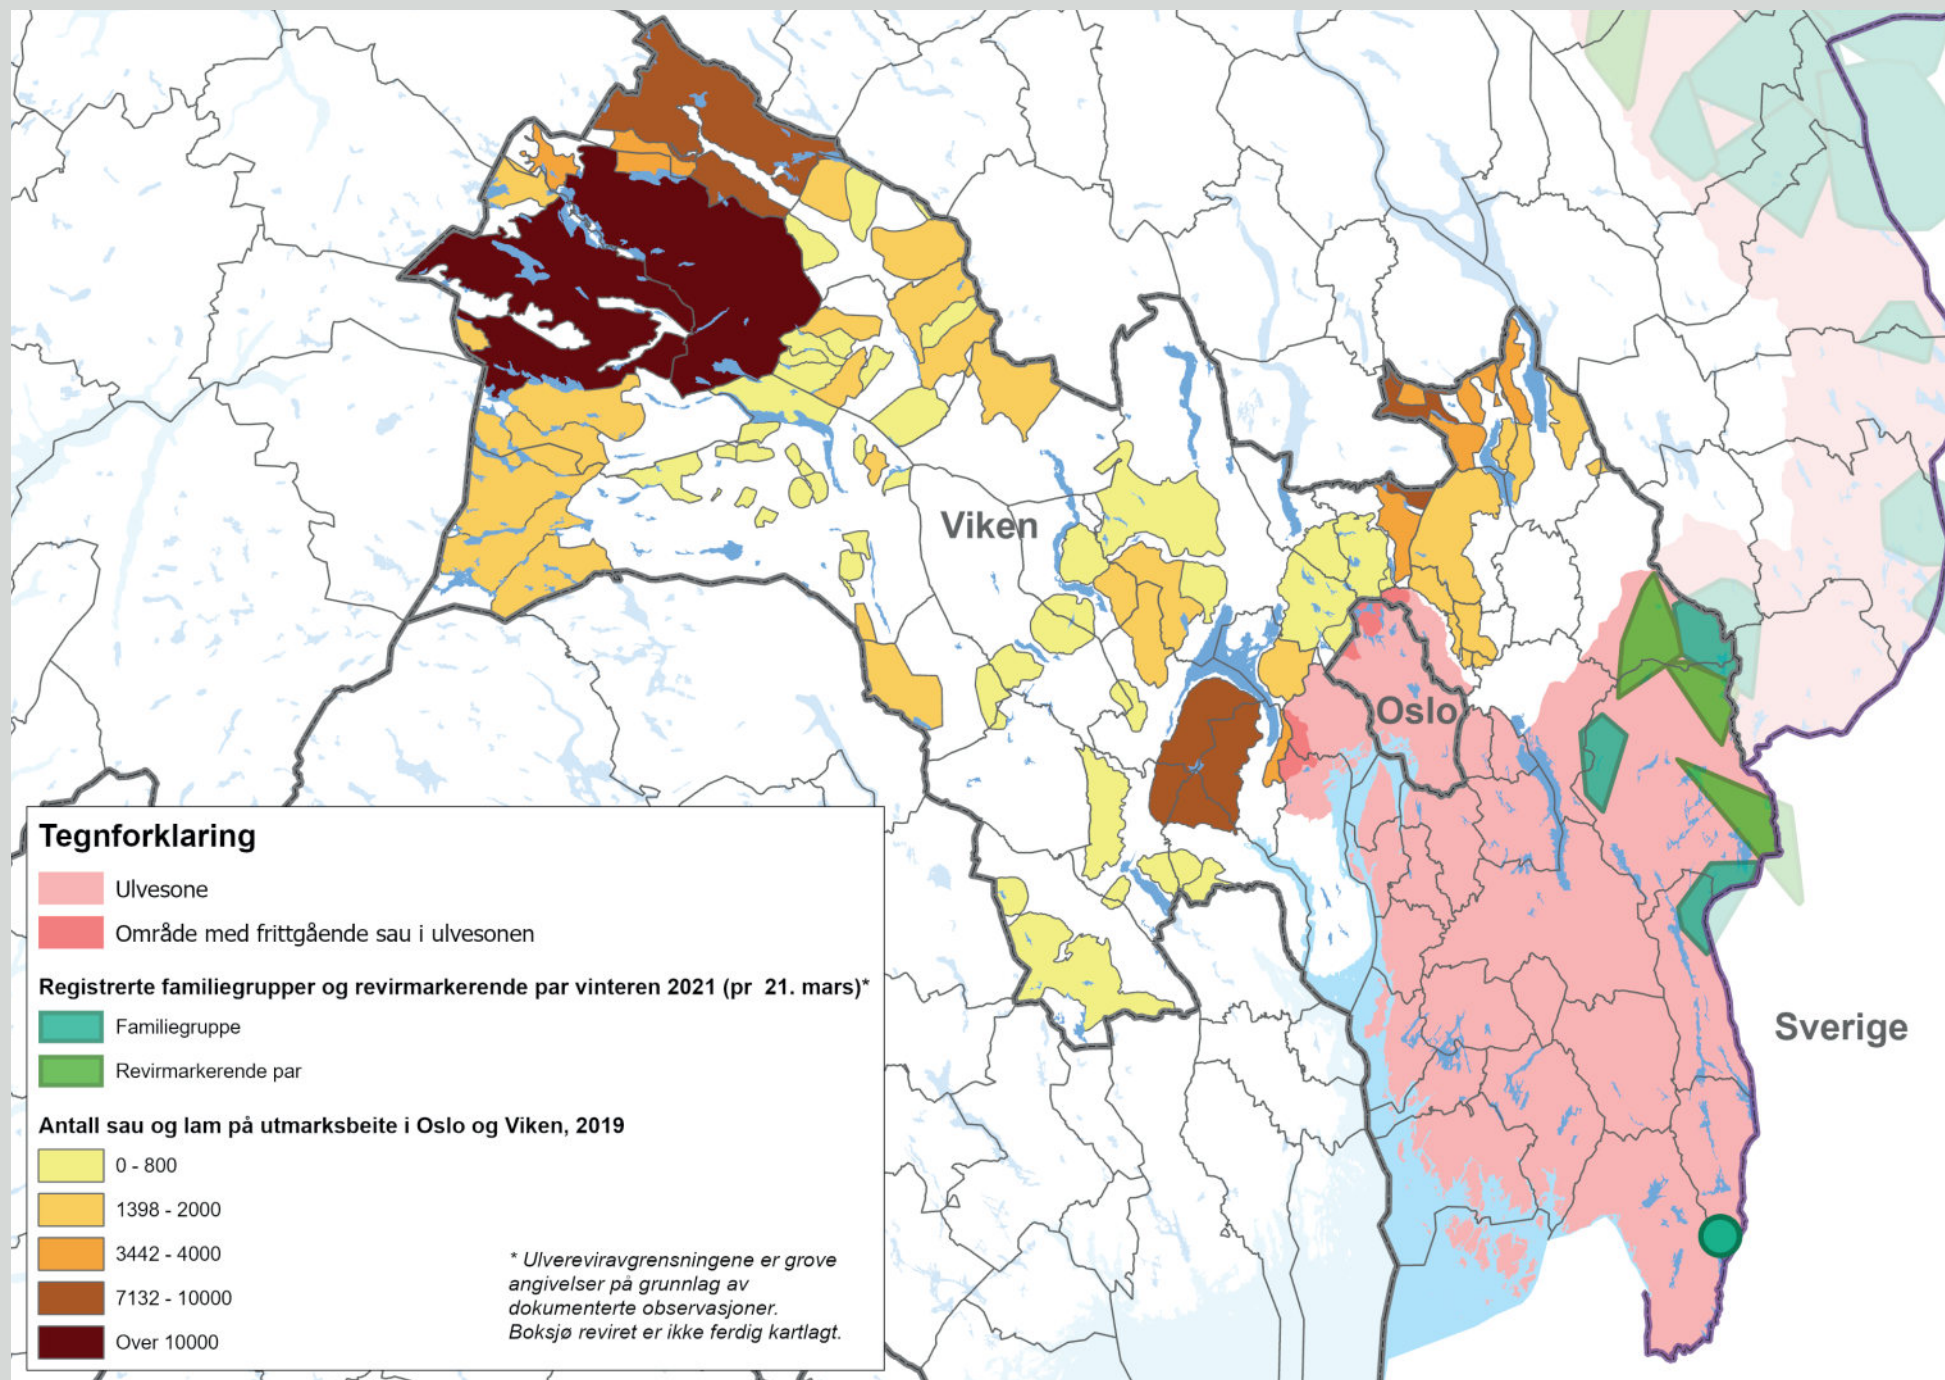 Viken
Oslo
Sverige
Tegnforklaring
Ulvesone
Område med frittgående sau i ulvesonen
Registrerte familiegrupper og revirmarkerende par vinteren 2021 (pr 21. mars)*
Familiegruppe
Revirmarkerende par
Antall sau og lam på utmarksbeite i Oslo og Viken, 2019
0 - 800
1398 - 2000
3442 - 4000
7132 - 10000
Over 10000
* Ulvereviravgrensningene er grove
angivelser på grunnlag av
dokumenterte observasjoner.
Boksjø reviret er ikke ferdig kartlagt.